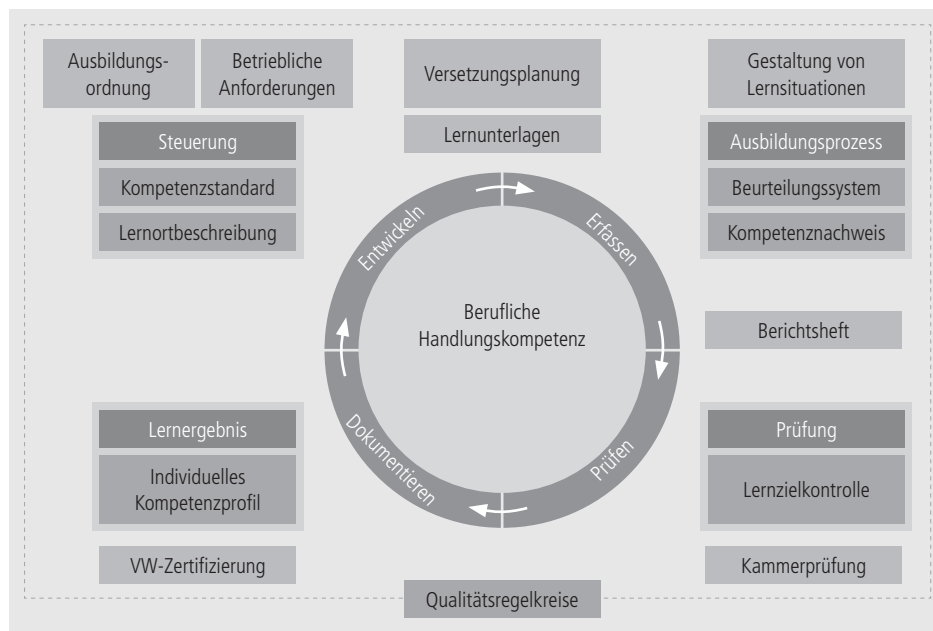 Ausbildungs-
ordnung
Betriebliche
Anforderungen
Versetzungsplanung
Gestaltung von
Lernsituationen
Lernunterlagen
Steuerung
Kompetenzstandard
Lernortbeschreibung
Ausbildungsprozess
Beurteilungssystem
Kompetenznachweis
Entwickeln
Erfassen
Berufliche
Handlungskompetenz
Berichtsheft
Dokumentieren
Prüfen
Lernergebnis
Individuelles
Kompetenzprofil
Prüfung
Lernzielkontrolle
VW-Zertifizierung
Kammerprüfung
Qualitätsregelkreise